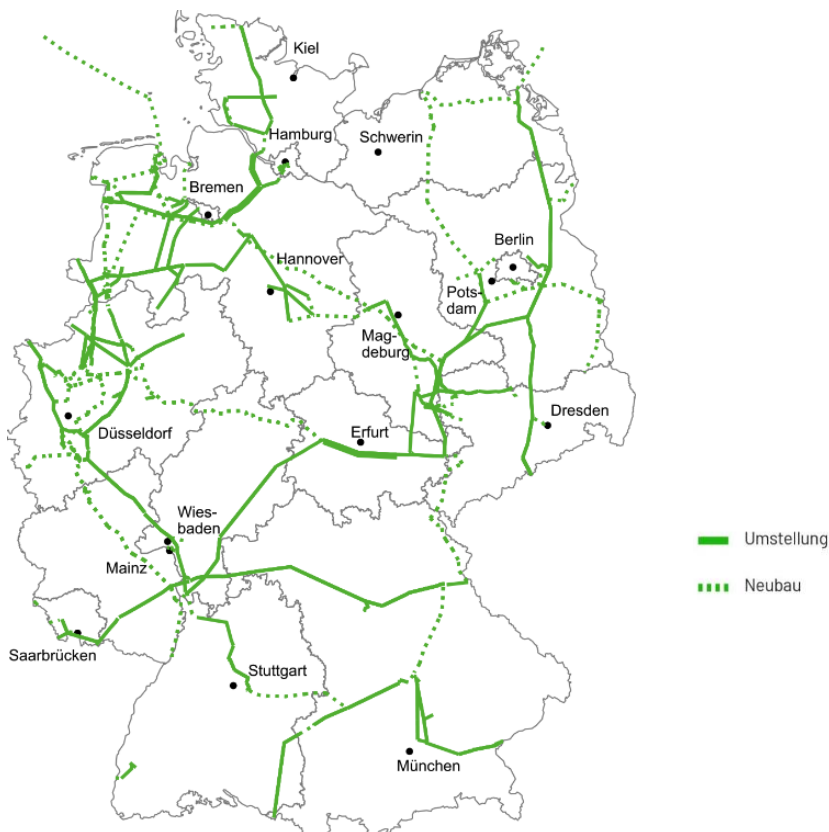 Kiel
Hamburg
Schwerin
Bremen
Berlin
Hannover
Pots-
dam
Mag-
deburg
Dresden
Düsseldorf
Erfurt
Wies-
baden
Umstellung
Mainz
Neubau
Saarbrücken
Stuttgart
München